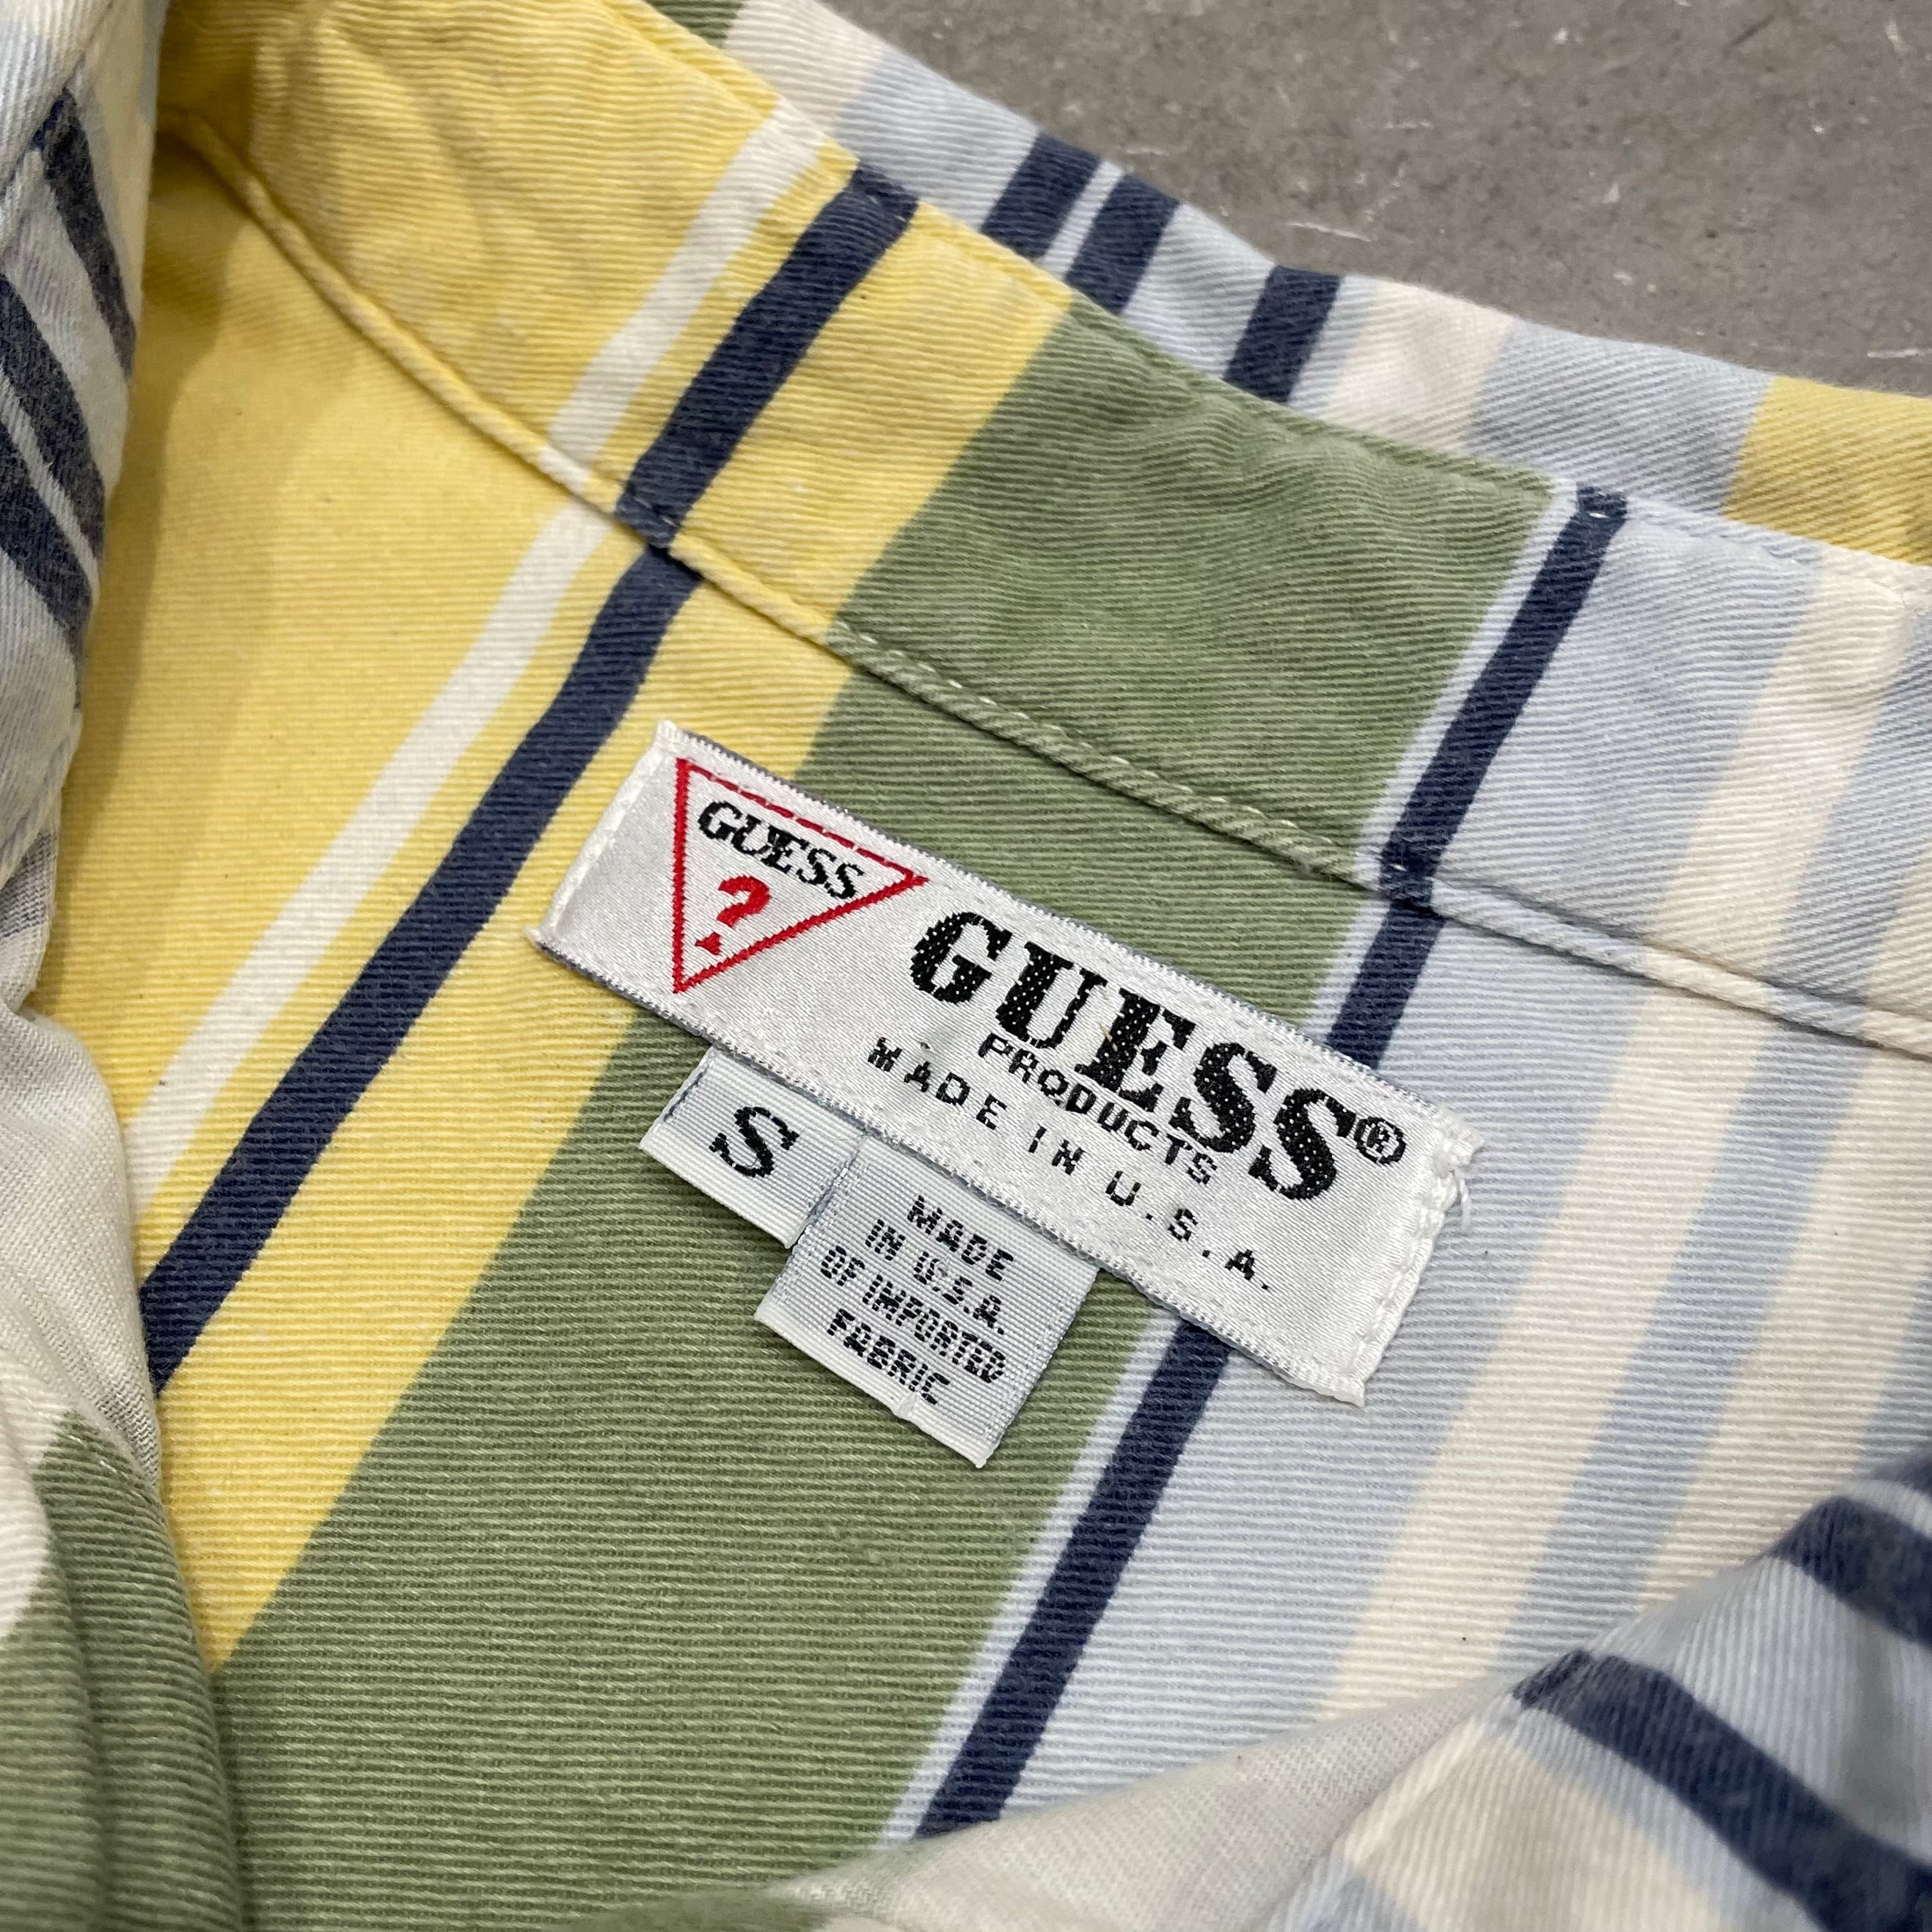 GUESS
?
GUESS®
PRODUCTS
MADE IN U.S.A.
S
MADE
IN U.S.A.
OF IMPORTED
FABRIC